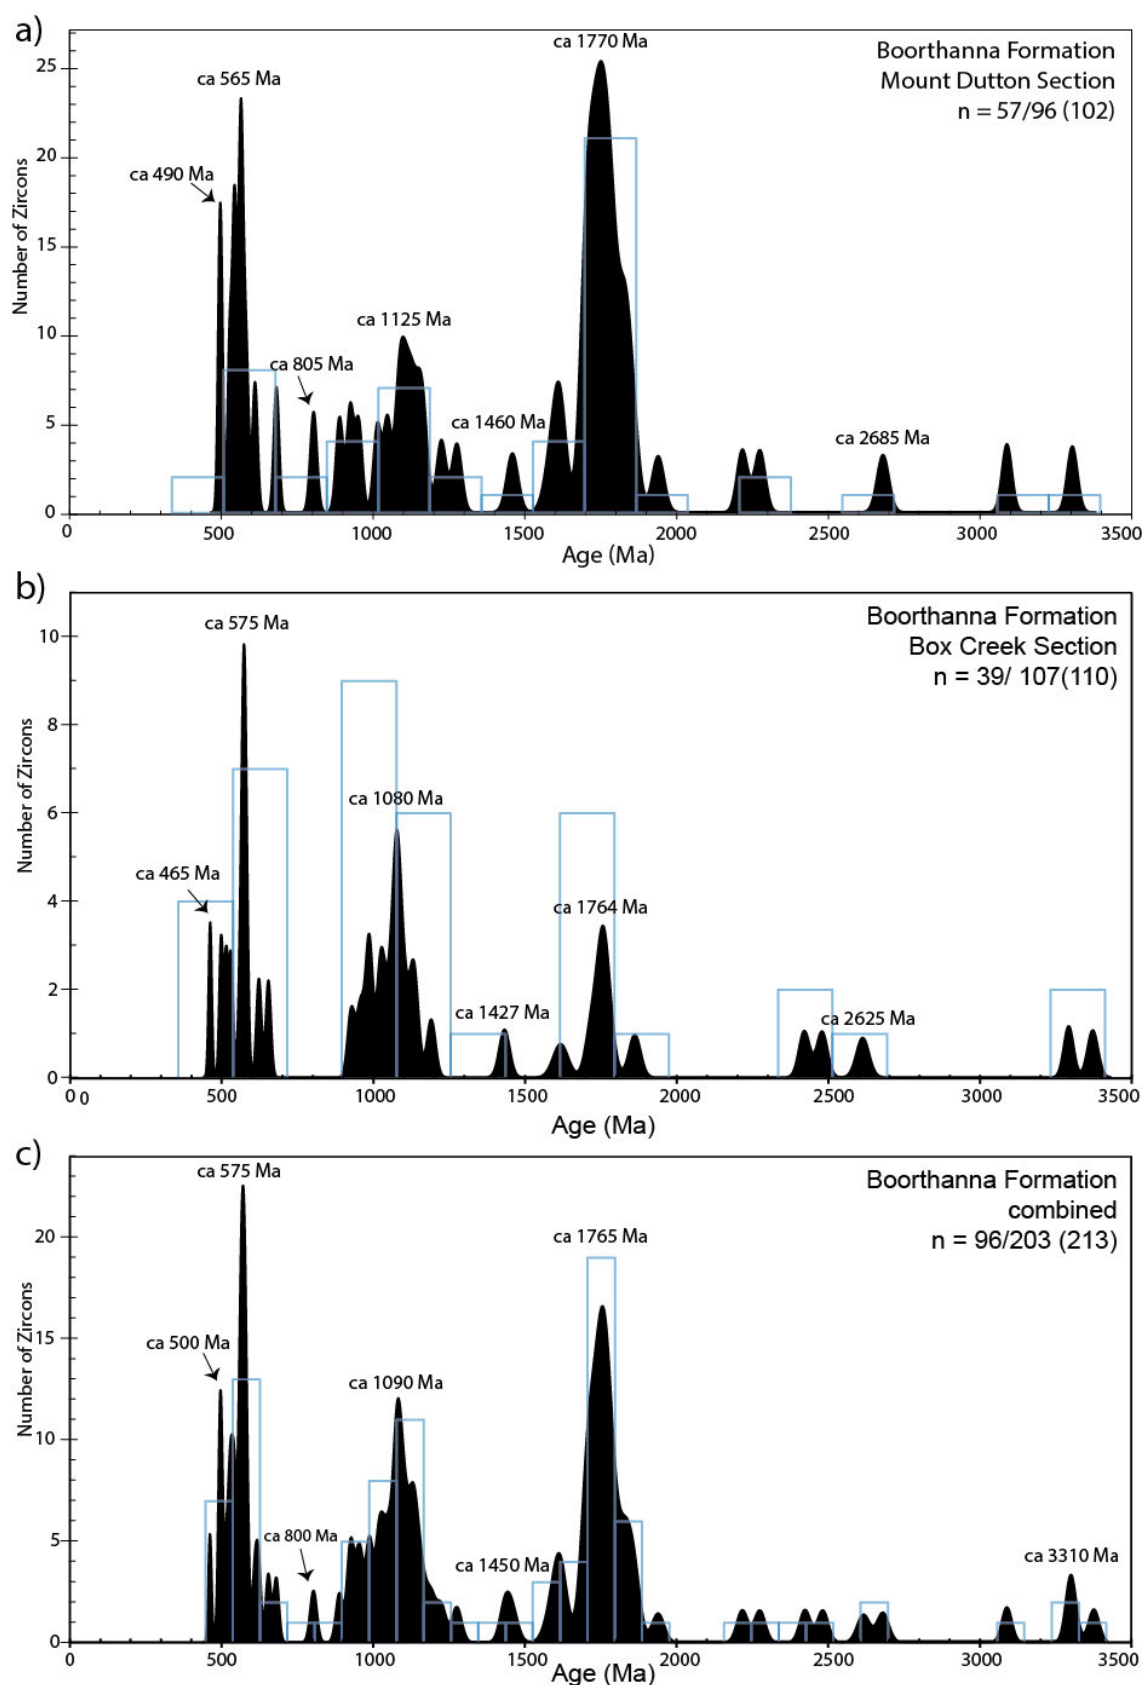 a)
ca 1770 Ma
Boorthanna Formation
Mount Dutton Section
n = 57/96 (102)
ca 565 Ma
ca 490 Ma
ca 1125 Ma
ca 805 Ma
ca 1460 Ma
ca 2685 Ma
Number of Zircons
25
20
15
10
5
0
0 500 1000 1500 2000 2500 3000 3500
Age (Ma)
b)
Boorthanna Formation
Box Creek Section
n = 39/ 107(110)
ca 575 Ma
ca 1080 Ma
ca 465 Ma
ca 1764 Ma
ca 1427 Ma
ca 2625 Ma
Number of Zircons
10
8
6
4
2
0
0 0 500 1000 1500 2000 2500 3000 3500
Age (Ma)
c)
Boorthanna Formation
combined
n = 96/203 (213)
ca 575 Ma
ca 1765 Ma
ca 500 Ma
ca 1090 Ma
ca 800 Ma
ca 1450 Ma
ca 3310 Ma
Number of Zircons
20
15
10
5
0
0 500 1000 1500 2000 2500 3000 3500
Age (Ma)